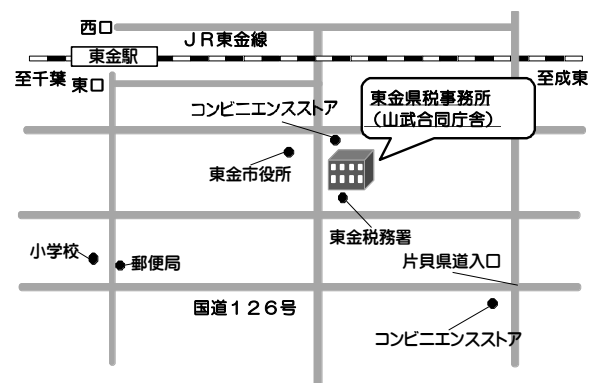 西口
JR東金線
東金駅
至千葉
東口
至成東
東金県税事務所
(山武合同庁舎)
コンビニエンスストア
東金市役所
東金税務署
小学校
郵便局
片貝県道入口
国道126号
コンビニエンスストア